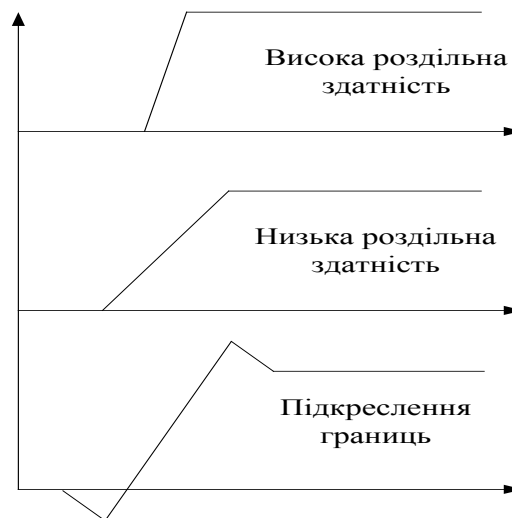 Висока роздільна
здатність
Низька роздільна
здатність
Підкреслення
границь